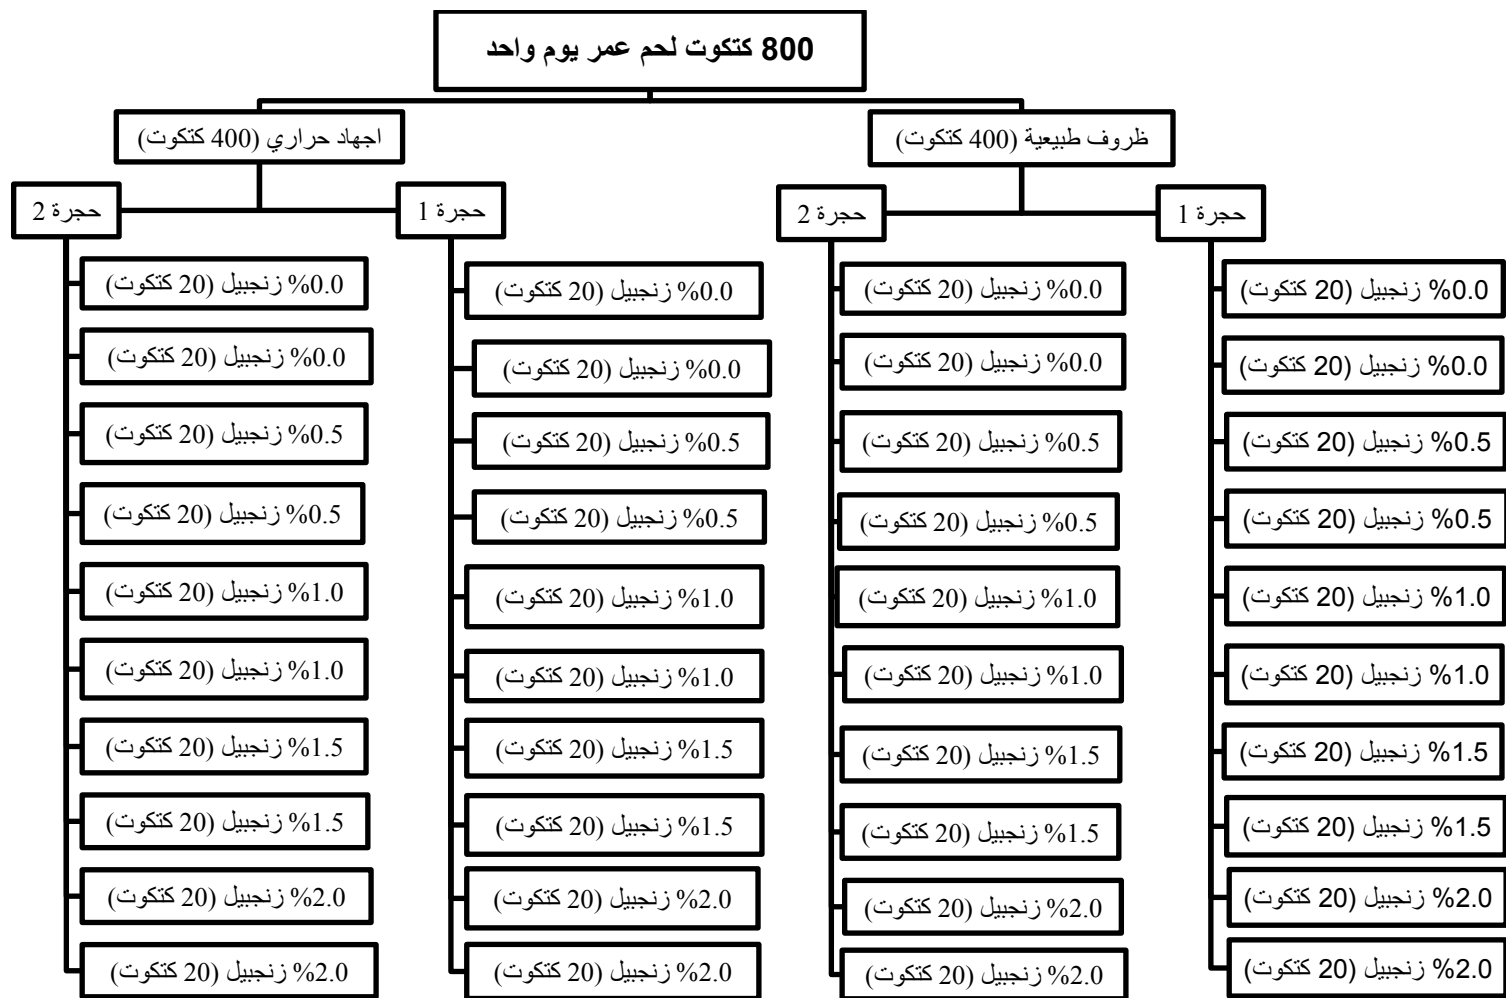 800 كتكوت لحم عمر يوم واحد
ظروف طبيعية (400 كتكوت)
اجهاد حراري (400 كتكوت)
حجرة 1
حجرة 2
حجرة 1
حجرة 2
%0.0 زنجبيل (20 كتكوت)
%0.0 زنجبيل (20 كتكوت)
%0.5 زنجبيل (20 كتكوت)
%0.5 زنجبيل (20 كتكوت)
%1.0 زنجبيل (20 كتكوت)
%1.0 زنجبيل (20 كتكوت)
%1.5 زنجبيل (20 كتكوت)
%1.5 زنجبيل (20 كتكوت)
%2.0 زنجبيل (20 كتكوت)
%2.0 زنجبيل (20 كتكوت)
%0.0 زنجبيل (20 كتكوت)
%0.0 زنجبيل (20 كتكوت)
%0.5 زنجبيل (20 كتكوت)
%0.5 زنجبيل (20 كتكوت)
%1.0 زنجبيل (20 كتكوت)
%1.0 زنجبيل (20 كتكوت)
%1.5 زنجبيل (20 كتكوت)
%1.5 زنجبيل (20 كتكوت)
%2.0 زنجبيل (20 كتكوت)
%2.0 زنجبيل (20 كتكوت)
%0.0 زنجبيل (20 كتكوت)
%0.0 زنجبيل (20 كتكوت)
%0.5 زنجبيل (20 كتكوت)
%0.5 زنجبيل (20 كتكوت)
%1.0 زنجبيل (20 كتكوت)
%1.0 زنجبيل (20 كتكوت)
%1.5 زنجبيل (20 كتكوت)
%1.5 زنجبيل (20 كتكوت)
%2.0 زنجبيل (20 كتكوت)
%2.0 زنجبيل (20 كتكوت)
%0.0 زنجبيل (20 كتكوت)
%0.0 زنجبيل (20 كتكوت)
%0.5 زنجبيل (20 كتكوت)
%0.5 زنجبيل (20 كتكوت)
%1.0 زنجبيل (20 كتكوت)
%1.0 زنجبيل (20 كتكوت)
%1.5 زنجبيل (20 كتكوت)
%1.5 زنجبيل (20 كتكوت)
%2.0 زنجبيل (20 كتكوت)
%2.0 زنجبيل (20 كتكوت)